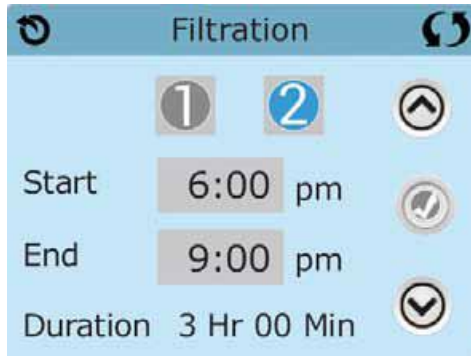 Filtration
1 2
Start 6:00 pm
End 9:00 pm
Duration 3 Hr 00 Min